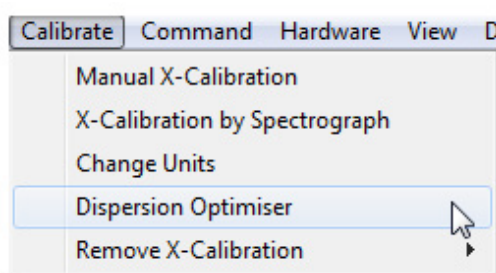 Calibrate Command Hardware View D
Manual X-Calibration
X-Calibration by Spectrograph
Change Units
Dispersion Optimiser
Remove X-Calibration